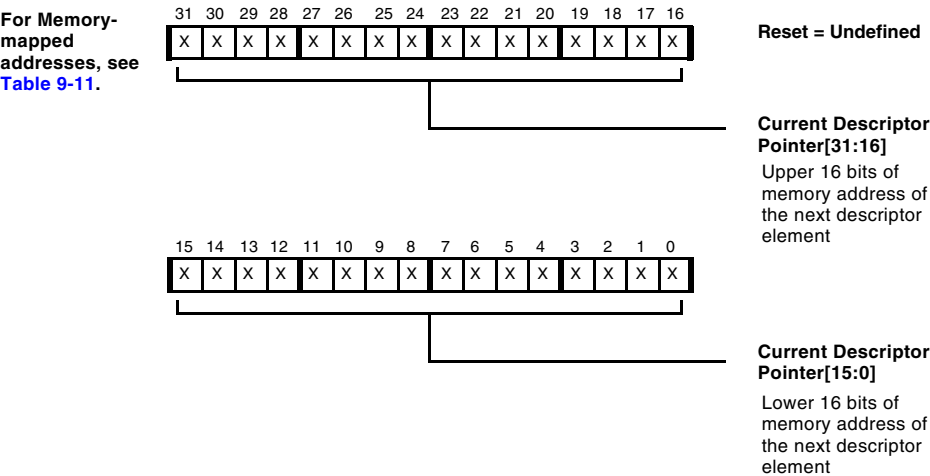 For Memory-
mapped
addresses, see
Table 9-11.
31 30 29 28 27 26 25 24 23 22 21 20 19 18 17 16
X X X X X X X X X X X X X X X X
Reset = Undefined
Current Descriptor
Pointer[31:16]
Upper 16 bits of
memory address of
the next descriptor
element
15 14 13 12 11 10 9 8 7 6 5 4 3 2 1 0
X X X X X X X X X X X X X X X X
Current Descriptor
Pointer[15:0]
Lower 16 bits of
memory address of
the next descriptor
element